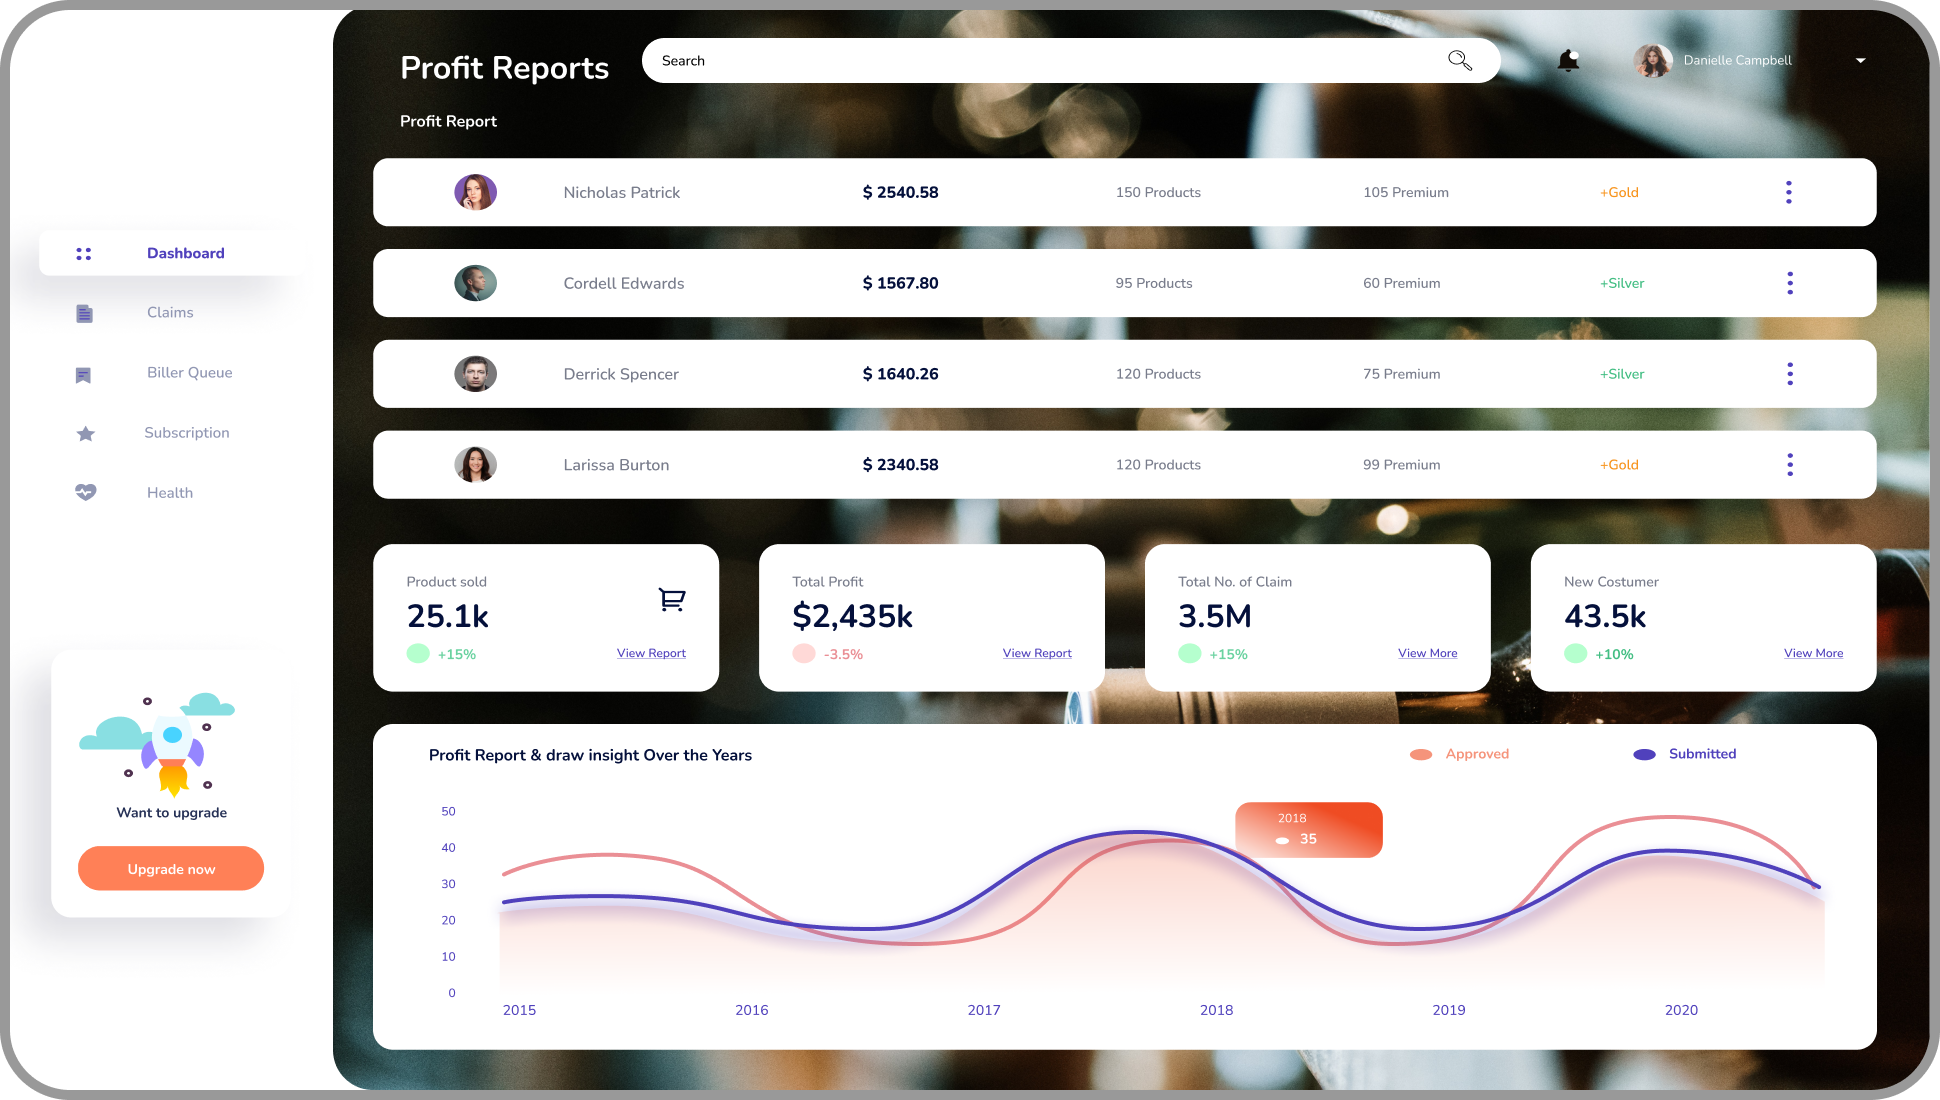 Profit Reports
Search
Danielle Campbell
Profit Report
Nicholas Patrick $ 2540.58 150 Products 105 Premium +Gold
Cordell Edwards $ 1567.80 95 Products 60 Premium +Silver
Derrick Spencer $ 1640.26 120 Products 75 Premium +Silver
Larissa Burton $ 2340.58 120 Products 99 Premium +Gold
Dashboard
Claims
Biller Queue
Subscription
Health
Want to upgrade
Upgrade now
Product sold
25.1k
+15% View Report
Total Profit
$2,435k
-3.5% View Report
Total No. of Claim
3.5M
+15% View More
New Costumer
43.5k
+10% View More
Profit Report & draw insight Over the Years
Approved
Submitted
50
40
30
20
10
0
2018
35
2015 2016 2017 2018 2019 2020